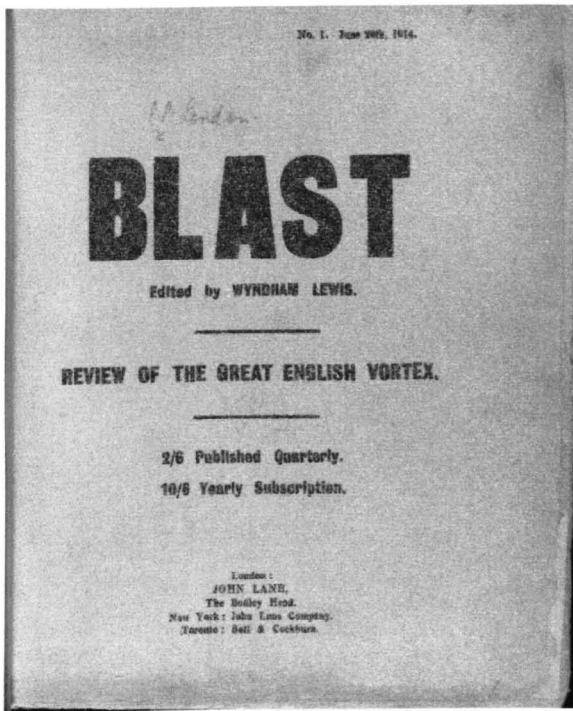 No. 1. June 20th, 1914.
London.
BLAST
Edited by WYNDHAM LEWIS.
REVIEW OF THE GREAT ENGLISH VORTEX.
2/6 Published Quarterly.
10/6 Yearly Subscription.
London :
JOHN LANE,
The Bodley Head.
New York : John Lane Company.
Toronto : Bell & Cockburn.